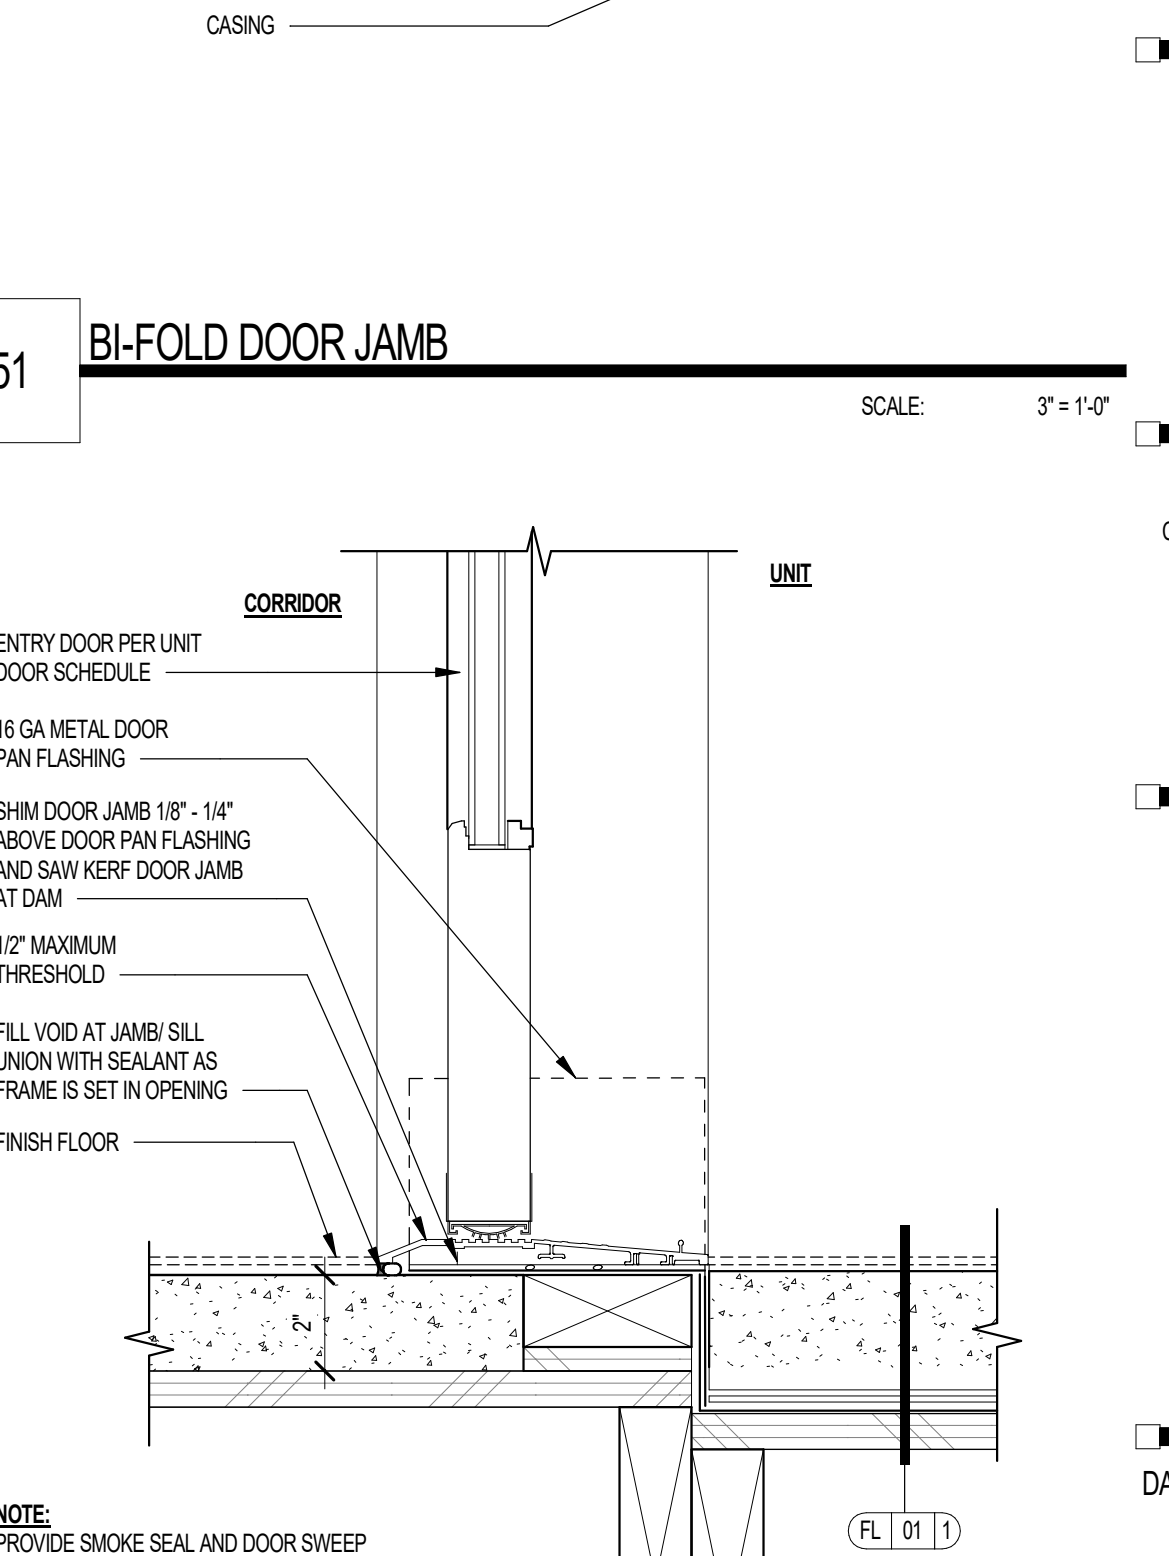 CASING
51
BI-FOLD DOOR JAMB
SCALE: 3" = 1'-0"
UNIT
CORRIDOR
ENTRY DOOR PER UNIT
DOOR SCHEDULE
16 GA METAL DOOR
PAN FLASHING
SHIM DOOR JAMB 1/8" - 1/4"
ABOVE DOOR PAN FLASHING
AND SAW KERF DOOR JAMB
AT DAM
1/2" MAXIMUM
THRESHOLD
FILL VOID AT JAMB/ SILL
UNION WITH SEALANT AS
FRAME IS SET IN OPENING
FINISH FLOOR
2"
DA
NOTE:
PROVIDE SMOKE SEAL AND DOOR SWEEP
FL 01 1